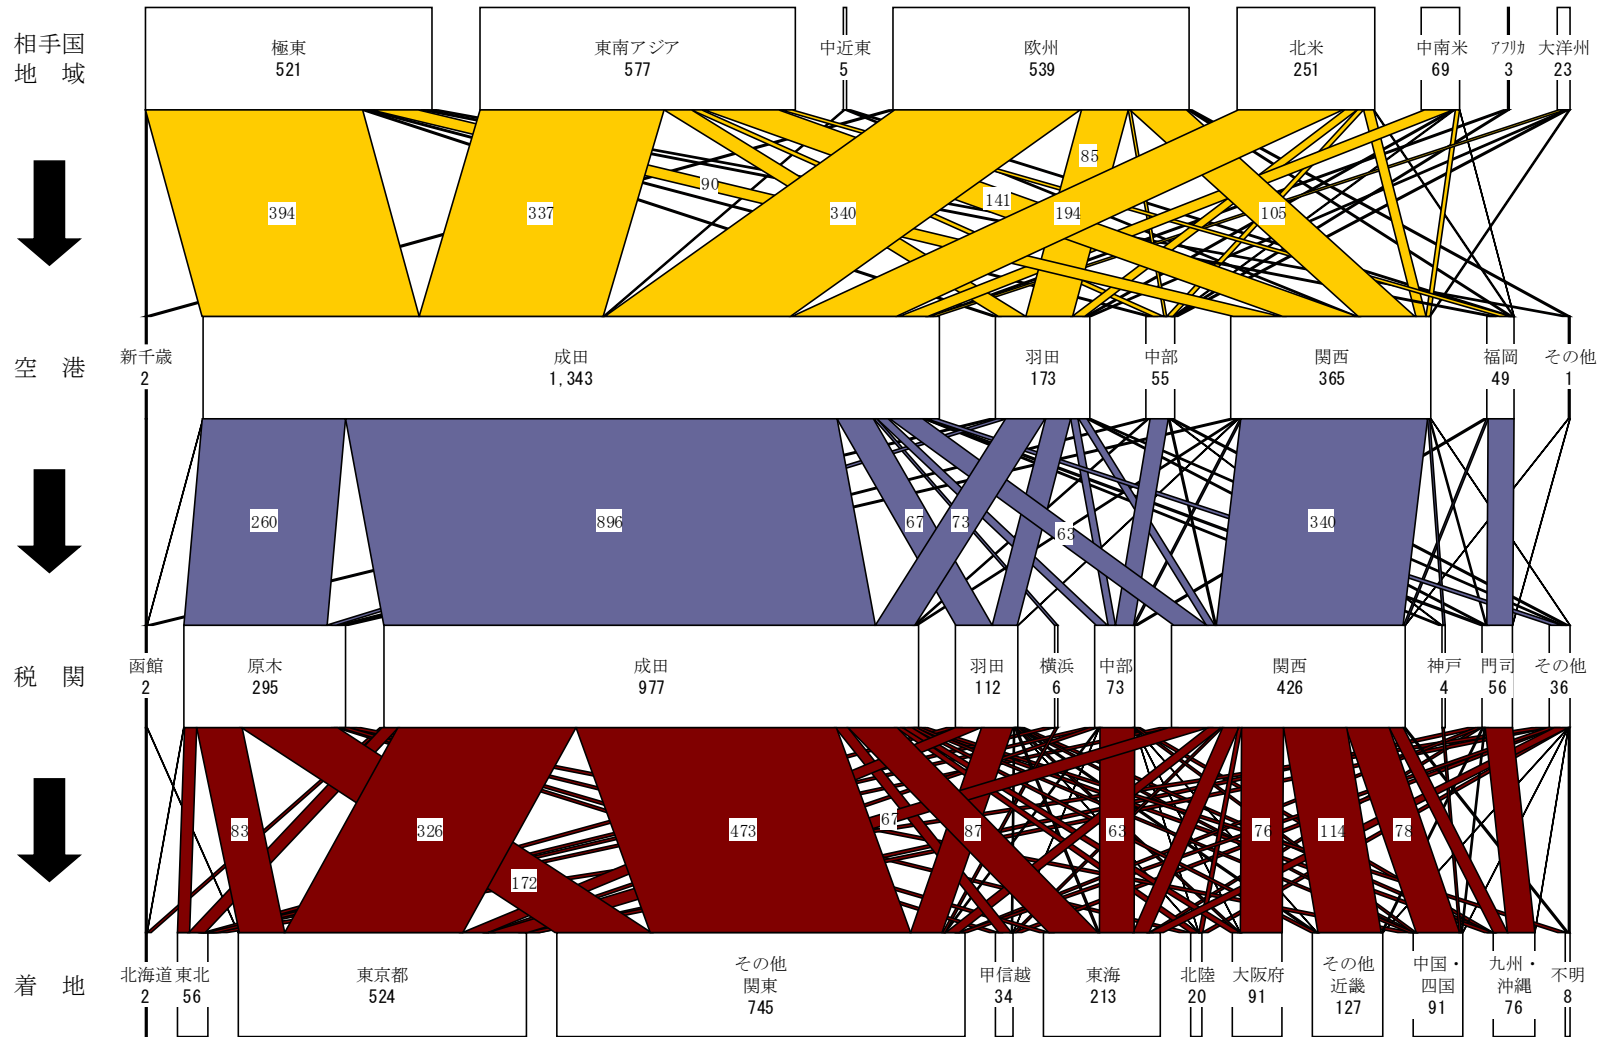 相手国
地　域
極東
521
東南アジア
577
中近東
5
欧州
539
北米
251
中南米
69
アフリカ
3
大洋州
23
85
90
141
394
337
340
194
105
空　港
新千歳
2
成田
1,343
羽田
173
中部
55
関西
365
福岡
49
その他
1
260
896
67
73
63
340
税　関
函館
2
原木
295
成田
977
羽田
112
横浜
6
中部
73
関西
426
神戸
4
門司
56
その他
36
83
326
473
67
87
63
76
114
78
172
着　地
北海道
2
東北
56
東京都
524
その他
関東
745
甲信越
34
東海
213
北陸
20
大阪府
91
その他
近畿
127
中国・
四国
91
九州・
沖縄
76
不明
8